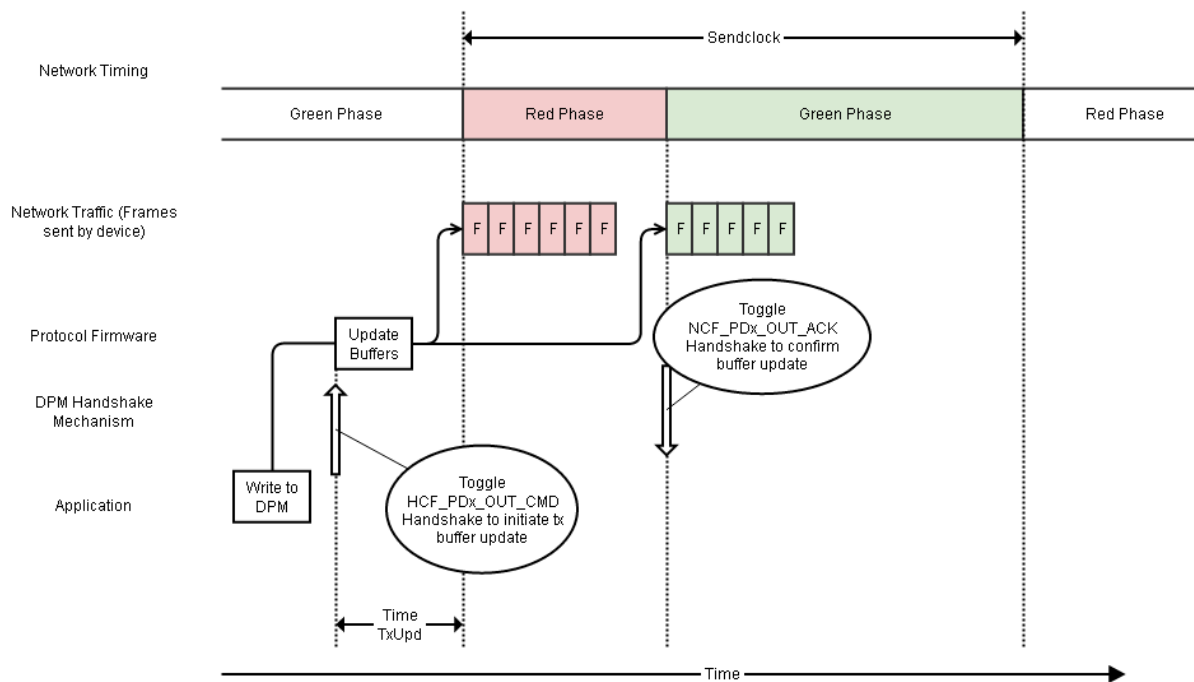 Sendclock
Network Timing
Green Phase
Red Phase
Green Phase
Red Phase
Network Traffic (Frames
sent by device)
F F F F F F
F F F F F
Toggle
NCF_PDx_OUT_ACK
Handshake to confirm
buffer update
Protocol Firmware
Update
Buffers
DPM Handshake
Mechanism
Application
Write to
DPM
Toggle
HCF_PDx_OUT_CMD
Handshake to initiate tx
buffer update
Time
TxUpd
Time